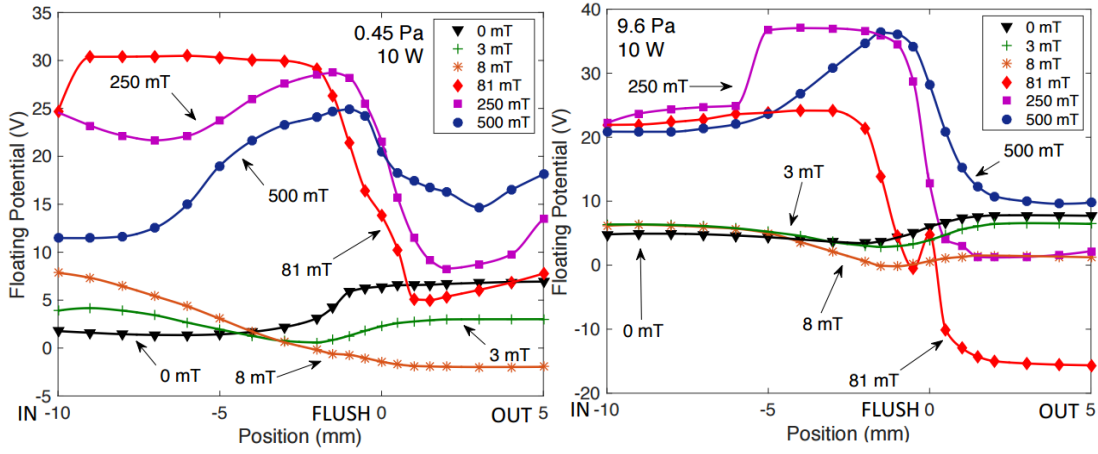 35
30
25
20
15
10
5
0
-5
Floating Potential (V)
0.45 Pa
10 W
0 mT
3 mT
8 mT
81 mT
250 mT
500 mT
250 mT
500 mT
81 mT
0 mT
8 mT
3 mT
IN -10
-5
FLUSH 0
OUT 5
Position (mm)
40
30
20
10
0
-10
-20
Floating Potential (V)
9.6 Pa
10 W
0 mT
3 mT
8 mT
81 mT
250 mT
500 mT
250 mT
3 mT
500 mT
0 mT
8 mT
81 mT
IN -10
-5
FLUSH 0
OUT 5
Position (mm)